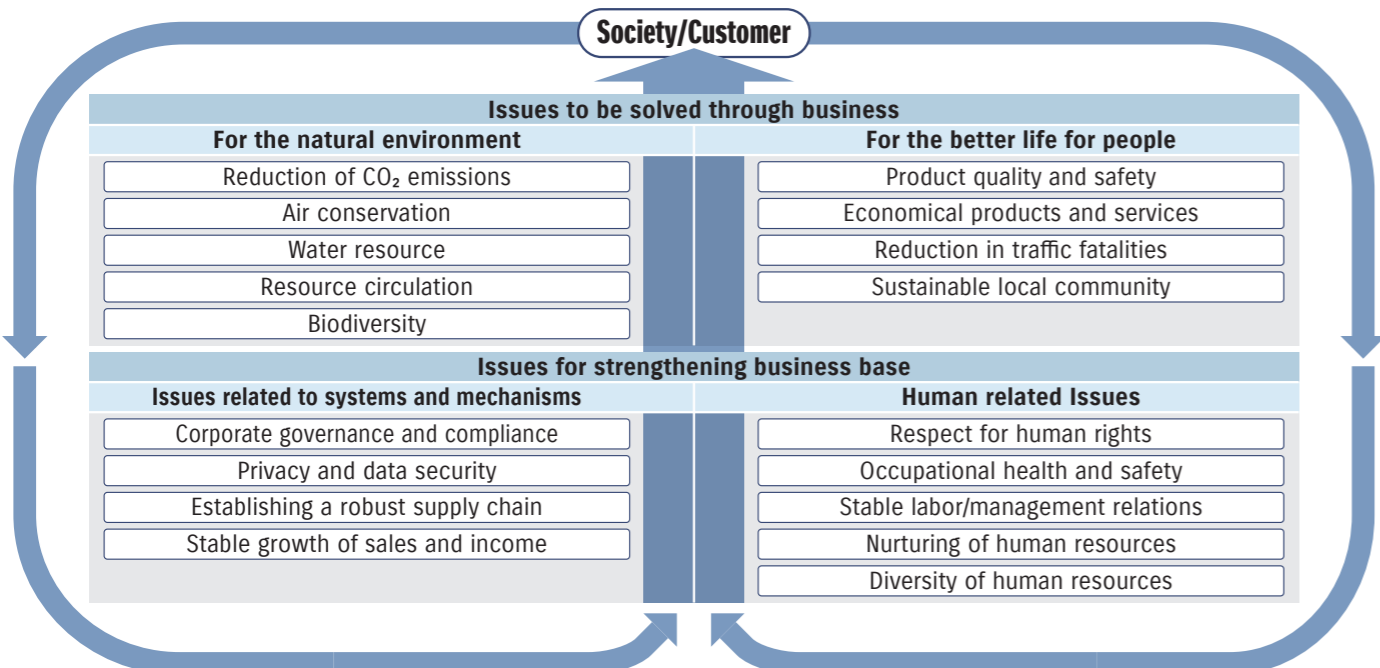 Society/Customer
Issues to be solved through business
For the natural environment
Reduction of CO₂ emissions
Air conservation
Water resource
Resource circulation
Biodiversity
For the better life for people
Product quality and safety
Economical products and services
Reduction in traffic fatalities
Sustainable local community
Issues for strengthening business base
Issues related to systems and mechanisms
Corporate governance and compliance
Privacy and data security
Establishing a robust supply chain
Stable growth of sales and income
Human related Issues
Respect for human rights
Occupational health and safety
Stable labor/management relations
Nurturing of human resources
Diversity of human resources